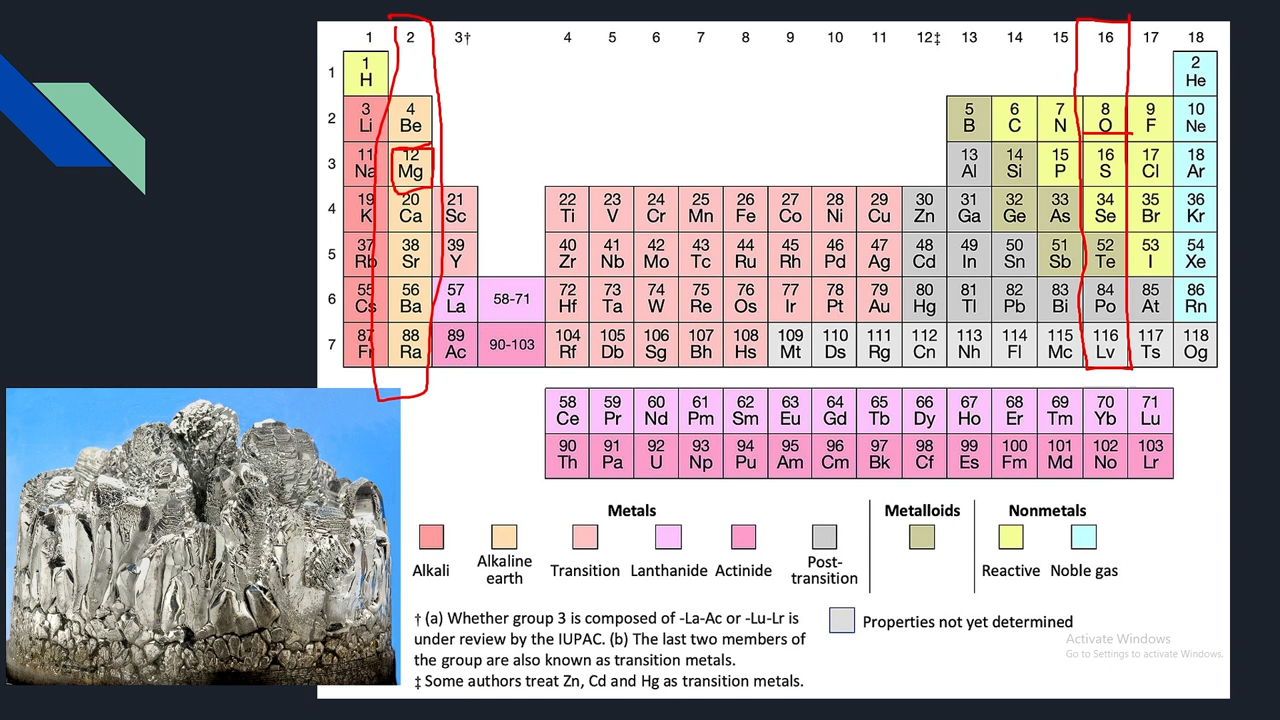 1 2 3† 4 5 6 7 8 9 10 11 12‡ 13 14 15 16 17 18
1 1 2
H He
2 3 4 5 6 7 8 9 10
Li Be B C N O F Ne
3 11 12 13 14 15 16 17 18
Na Mg Al Si P S Cl Ar
4 19 20 21 22 23 24 25 26 27 28 29 30 31 32 33 34 35 36
K Ca Sc Ti V Cr Mn Fe Co Ni Cu Zn Ga Ge As Se Br Kr
5 37 38 39 40 41 42 43 44 45 46 47 48 49 50 51 52 53 54
Rb Sr Y Zr Nb Mo Tc Ru Rh Pd Ag Cd In Sn Sb Te I Xe
6 55 56 57 58-71 72 73 74 75 76 77 78 79 80 81 82 83 84 85 86
Cs Ba La Hf Ta W Re Os Ir Pt Au Hg Tl Pb Bi Po At Rn
7 87 88 89 90-103 104 105 106 107 108 109 110 111 112 113 114 115 116 117 118
Fr Ra Ac Rf Db Sg Bh Hs Mt Ds Rg Cn Nh Fl Mc Lv Ts Og
58 59 60 61 62 63 64 65 66 67 68 69 70 71
Ce Pr Nd Pm Sm Eu Gd Tb Dy Ho Er Tm Yb Lu
90 91 92 93 94 95 96 97 98 99 100 101 102 103
Th Pa U Np Pu Am Cm Bk Cf Es Fm Md No Lr
Metals Metalloids Nonmetals
Alkali Alkaline earth Transition Lanthanide Actinide Post-transition Reactive Noble gas
† (a) Whether group 3 is composed of -La-Ac or -Lu-Lr is
under review by the IUPAC. (b) The last two members of
the group are also known as transition metals.
‡ Some authors treat Zn, Cd and Hg as transition metals.
Properties not yet determined
Activate Windows
Go to Settings to activate Windows.